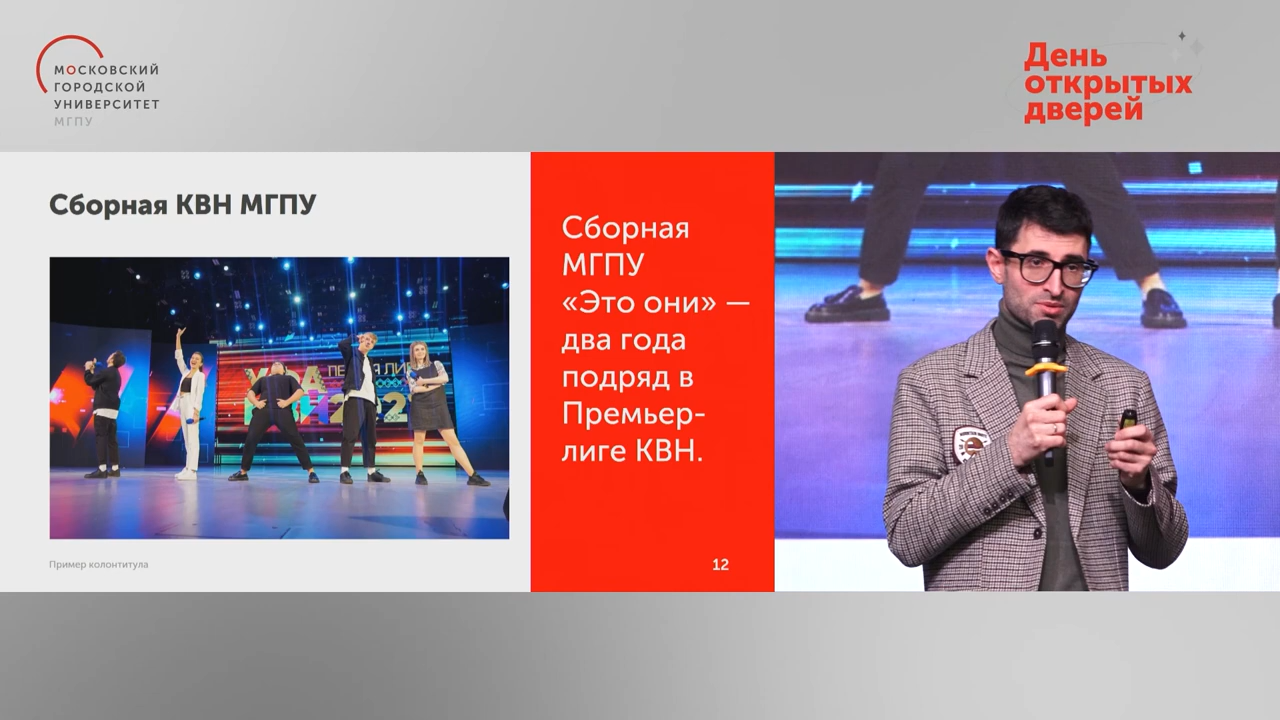 МОСКОВСКИЙ
ГОРОДСКОЙ
УНИВЕРСИТЕТ
МГПУ
День
открытых
дверей
Сборная КВН МГПУ
Пример колонтитула
Сборная
МГПУ
«Это они» —
два года
подряд в
Премьер-
лиге КВН.
12